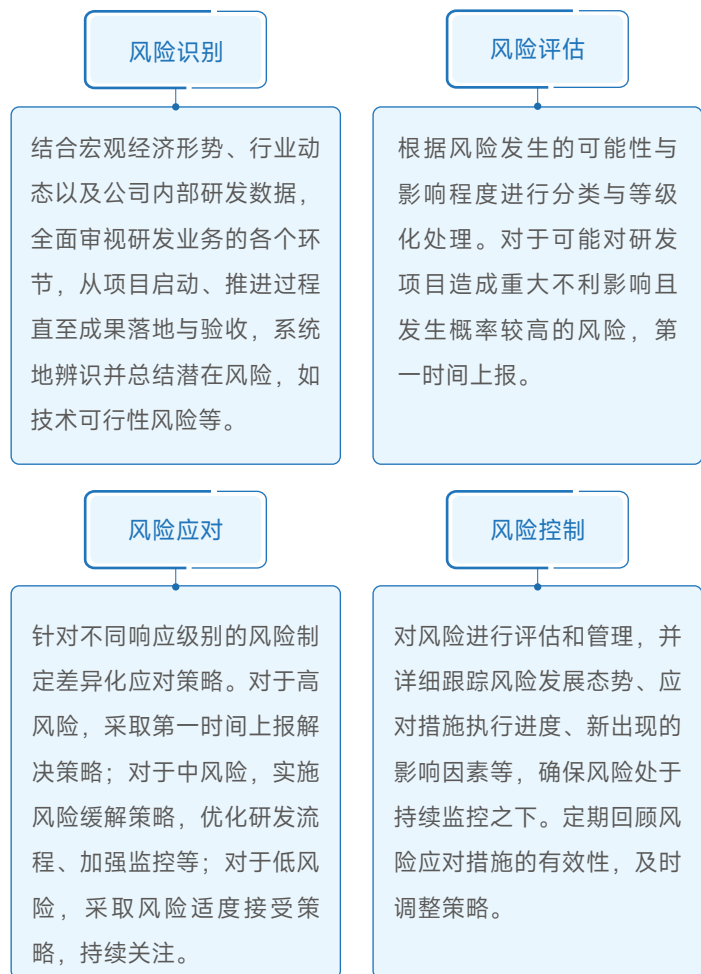 风险识别
结合宏观经济形势、行业动
态以及公司内部研发数据，
全面审视研发业务的各个环
节，从项目启动、推进过程
直至成果落地与验收，系统
地辨识并总结潜在风险，如
技术可行性风险等。
风险评估
根据风险发生的可能性与
影响程度进行分类与等级
化处理。对于可能对研发
项目造成重大不利影响且
发生概率较高的风险，第
一时间上报。
风险应对
针对不同响应级别的风险制
定差异化应对策略。对于高
风险，采取第一时间上报解
决策略；对于中风险，实施
风险缓解策略，优化研发流
程、加强监控等；对于低风
险，采取风险适度接受策
略，持续关注。
风险控制
对风险进行评估和管理，并
详细跟踪风险发展态势、应
对措施执行进度、新出现的
影响因素等，确保风险处于
持续监控之下。定期回顾风
险应对措施的有效性，及时
调整策略。